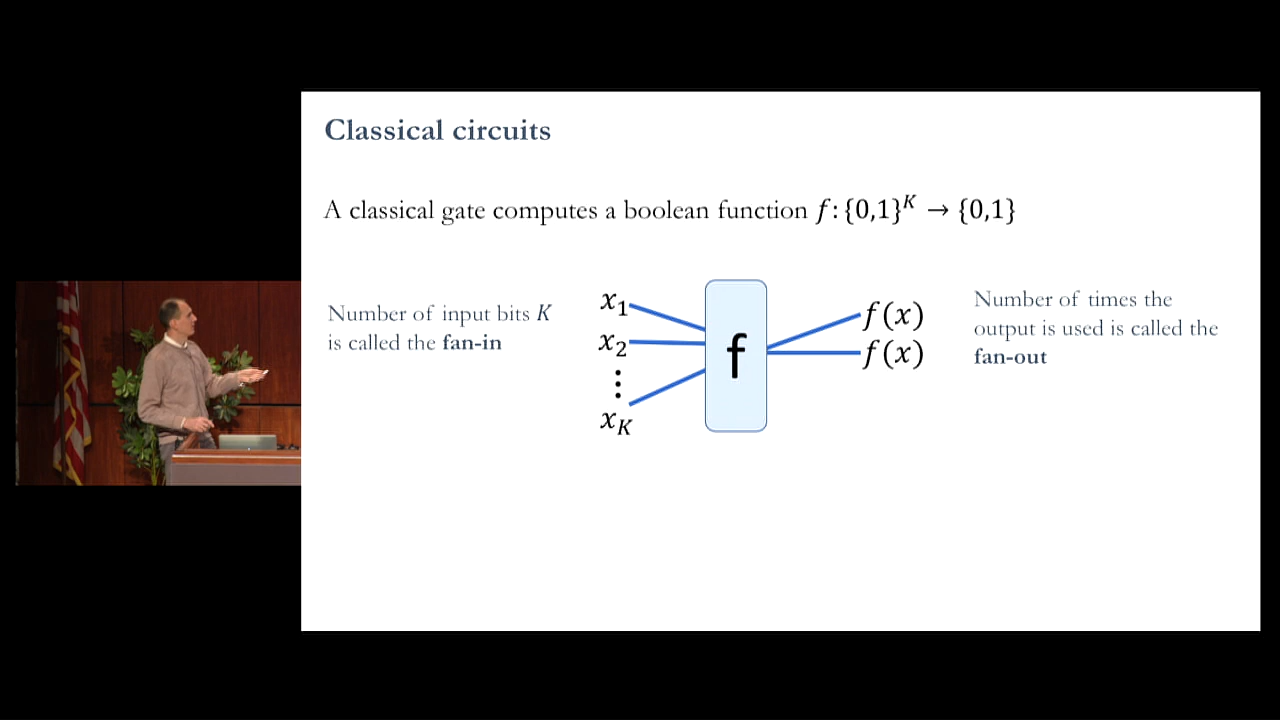 Classical circuits
A classical gate computes a boolean function f:{0,1}^K → {0,1}
Number of input bits K
is called the fan-in
x₁
x₂
⋮
x_K
f
f(x)
f(x)
Number of times the
output is used is called the
fan-out